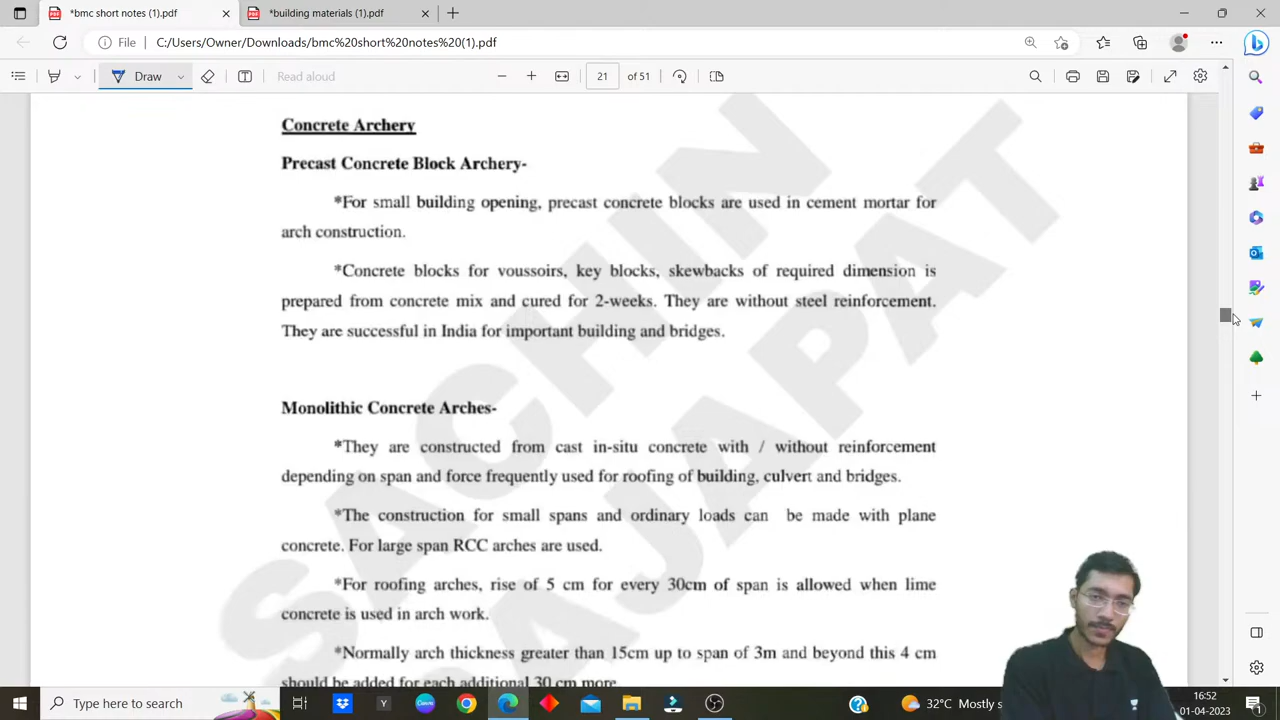 *bmc short notes (1).pdf
*building materials (1).pdf
File
C:/Users/Owner/Downloads/bmc%20short%20notes%20(1).pdf
Draw
Read aloud
21
of 51
Concrete Archery
Precast Concrete Block Archery-
*For small building opening, precast concrete blocks are used in cement mortar for
arch construction.
*Concrete blocks for voussoirs, key blocks, skewbacks of required dimension is
prepared from concrete mix and cured for 2-weeks. They are without steel reinforcement.
They are successful in India for important building and bridges.
Monolithic Concrete Arches-
*They are constructed from cast in-situ concrete with / without reinforcement
depending on span and force frequently used for roofing of building, culvert and bridges.
*The construction for small spans and ordinary loads can be made with plane
concrete. For large span RCC arches are used.
*For roofing arches, rise of 5 cm for every 30cm of span is allowed when lime
concrete is used in arch work.
*Normally arch thickness greater than 15cm up to span of 3m and beyond this 4 cm
should be added for each additional 30 cm more.
SACHIN
PAJAPAT
Type here to search
32°C Mostly s
16:52
01-04-2023